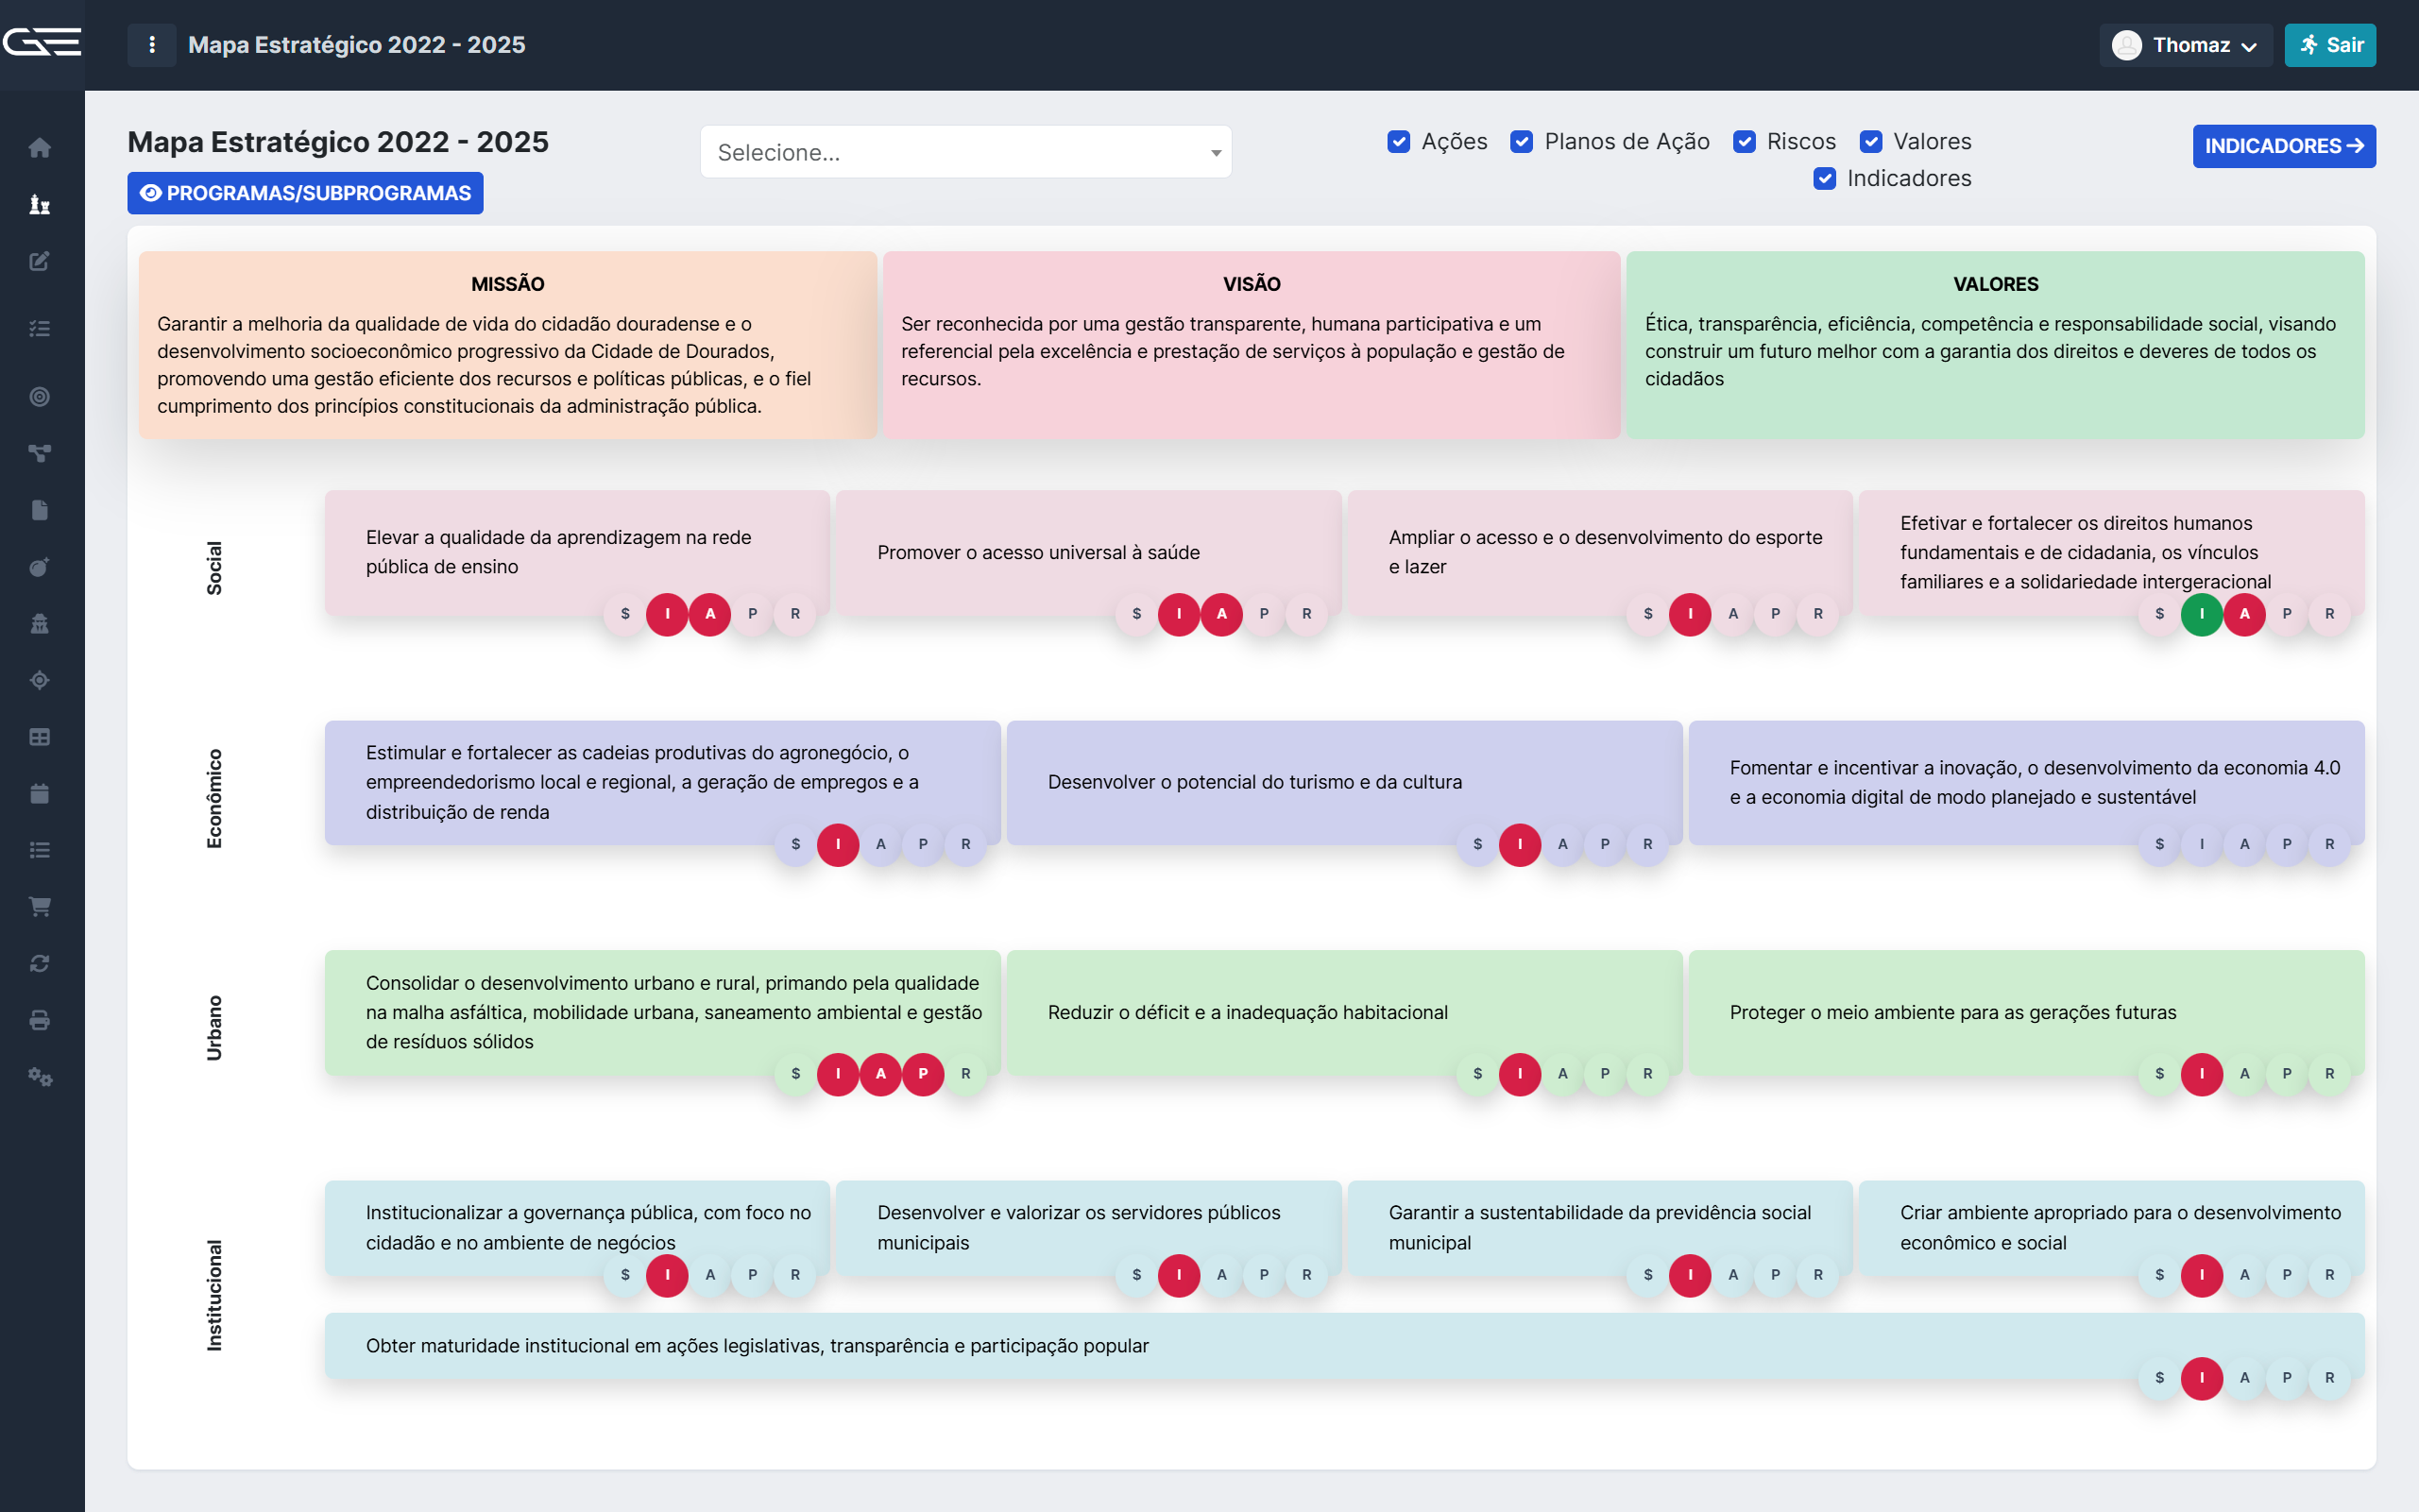 GE
Mapa Estratégico 2022 - 2025
Thomaz
Sair
Mapa Estratégico 2022 - 2025
PROGRAMAS/SUBPROGRAMAS
Selecione...
Ações
Planos de Ação
Riscos
Valores
Indicadores
INDICADORES
MISSÃO
Garantir a melhoria da qualidade de vida do cidadão douradense e o
desenvolvimento socioeconômico progressivo da Cidade de Dourados,
promovendo uma gestão eficiente dos recursos e políticas públicas, e o fiel
cumprimento dos princípios constitucionais da administração pública.
VISÃO
Ser reconhecida por uma gestão transparente, humana participativa e um
referencial pela excelência e prestação de serviços à população e gestão de
recursos.
VALORES
Ética, transparência, eficiência, competência e responsabilidade social, visando
construir um futuro melhor com a garantia dos direitos e deveres de todos os
cidadãos
Social
Elevar a qualidade da aprendizagem na rede
pública de ensino
$ I A P R
Promover o acesso universal à saúde
$ I A P R
Ampliar o acesso e o desenvolvimento do esporte
e lazer
$ I A P R
Efetivar e fortalecer os direitos humanos
fundamentais e de cidadania, os vínculos
familiares e a solidariedade intergeracional
$ I A P R
Econômico
Estimular e fortalecer as cadeias produtivas do agronegócio, o
empreendedorismo local e regional, a geração de empregos e a
distribuição de renda
$ I A P R
Desenvolver o potencial do turismo e da cultura
$ I A P R
Fomentar e incentivar a inovação, o desenvolvimento da economia 4.0
e a economia digital de modo planejado e sustentável
$ I A P R
Urbano
Consolidar o desenvolvimento urbano e rural, primando pela qualidade
na malha asfáltica, mobilidade urbana, saneamento ambiental e gestão
de resíduos sólidos
$ I A P R
Reduzir o déficit e a inadequação habitacional
$ I A P R
Proteger o meio ambiente para as gerações futuras
$ I A P R
Institucional
Institucionalizar a governança pública, com foco no
cidadão e no ambiente de negócios
$ I A P R
Desenvolver e valorizar os servidores públicos
municipais
$ I A P R
Garantir a sustentabilidade da previdência social
municipal
$ I A P R
Criar ambiente apropriado para o desenvolvimento
econômico e social
$ I A P R
Obter maturidade institucional em ações legislativas, transparência e participação popular
$ I A P R